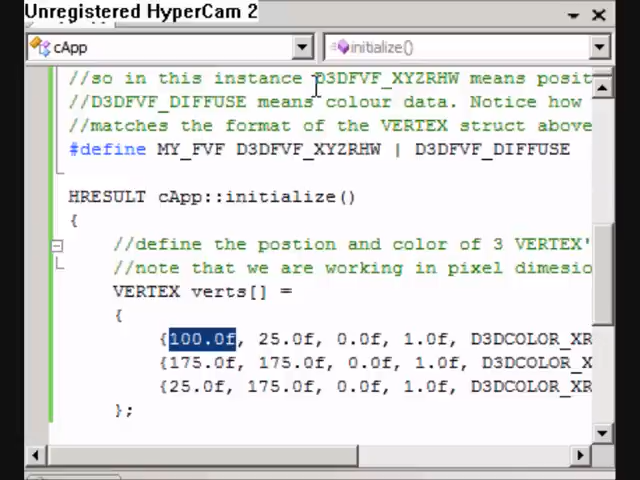 Unregistered HyperCam 2
cApp
initialize()
//so in this instance D3DFVF_XYZRHW means posit
//D3DFVF_DIFFUSE means colour data. Notice how
//matches the format of the VERTEX struct above
#define MY_FVF D3DFVF_XYZRHW | D3DFVF_DIFFUSE
HRESULT cApp::initialize()
{
//define the postion and color of 3 VERTEX'
//note that we are working in pixel dimesio
VERTEX verts[] =
{
{100.0f, 25.0f, 0.0f, 1.0f, D3DCOLOR_XR
{175.0f, 175.0f, 0.0f, 1.0f, D3DCOLOR_X
{25.0f, 175.0f, 0.0f, 1.0f, D3DCOLOR_XR
};